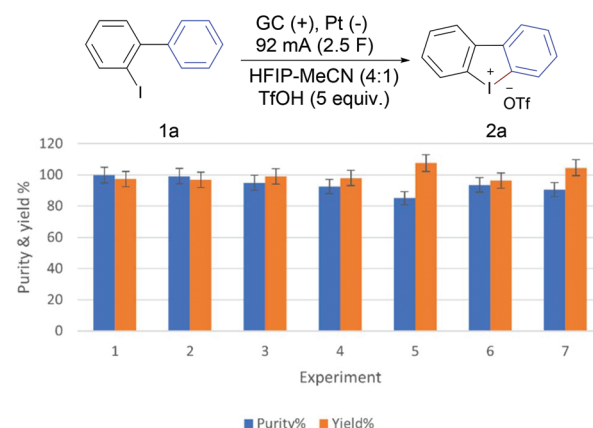 GC (+), Pt (-)
92 mA (2.5 F)
HFIP-MeCN (4:1)
TfOH (5 equiv.)
I
I
+
−
OTf
1a
2a
120
100
80
60
40
20
0
Purity & yield %
1 2 3 4 5 6 7
Experiment
Purity% Yield%